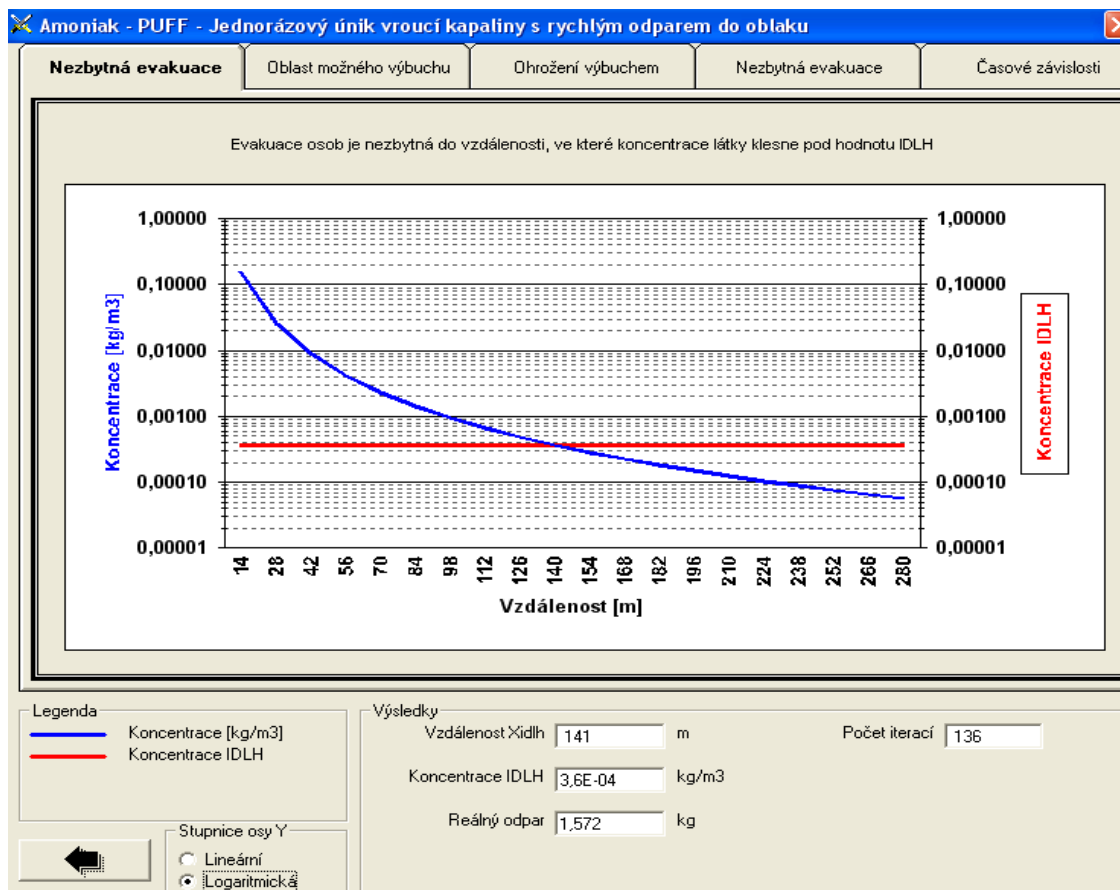 Amoniak - PUFF - Jednorázový únik vroucí kapaliny s rychlým odparem do oblaku
Nezbytná evakuace
Oblast možného výbuchu
Ohrožení výbuchem
Nezbytná evakuace
Časové závislosti
Evakuace osob je nezbytná do vzdálenosti, ve které koncentrace látky klesne pod hodnotu IDLH
Koncentrace [kg/m3]
1,00000
0,10000
0,01000
0,00100
0,00010
0,00001
1,00000
0,10000
0,01000
0,00100
0,00010
0,00001
Koncentrace IDLH
14 28 42 56 70 84 98 112 126 140 154 168 182 196 210 224 238 252 266 280
Vzdálenost [m]
Legenda
Koncentrace [kg/m3]
Koncentrace IDLH
Stupnice osy Y
Lineární
Logaritmická
Výsledky
Vzdálenost Xidlh 141 m
Počet iterací 136
Koncentrace IDLH 3,6E-04 kg/m3
Reálný odpar 1,572 kg